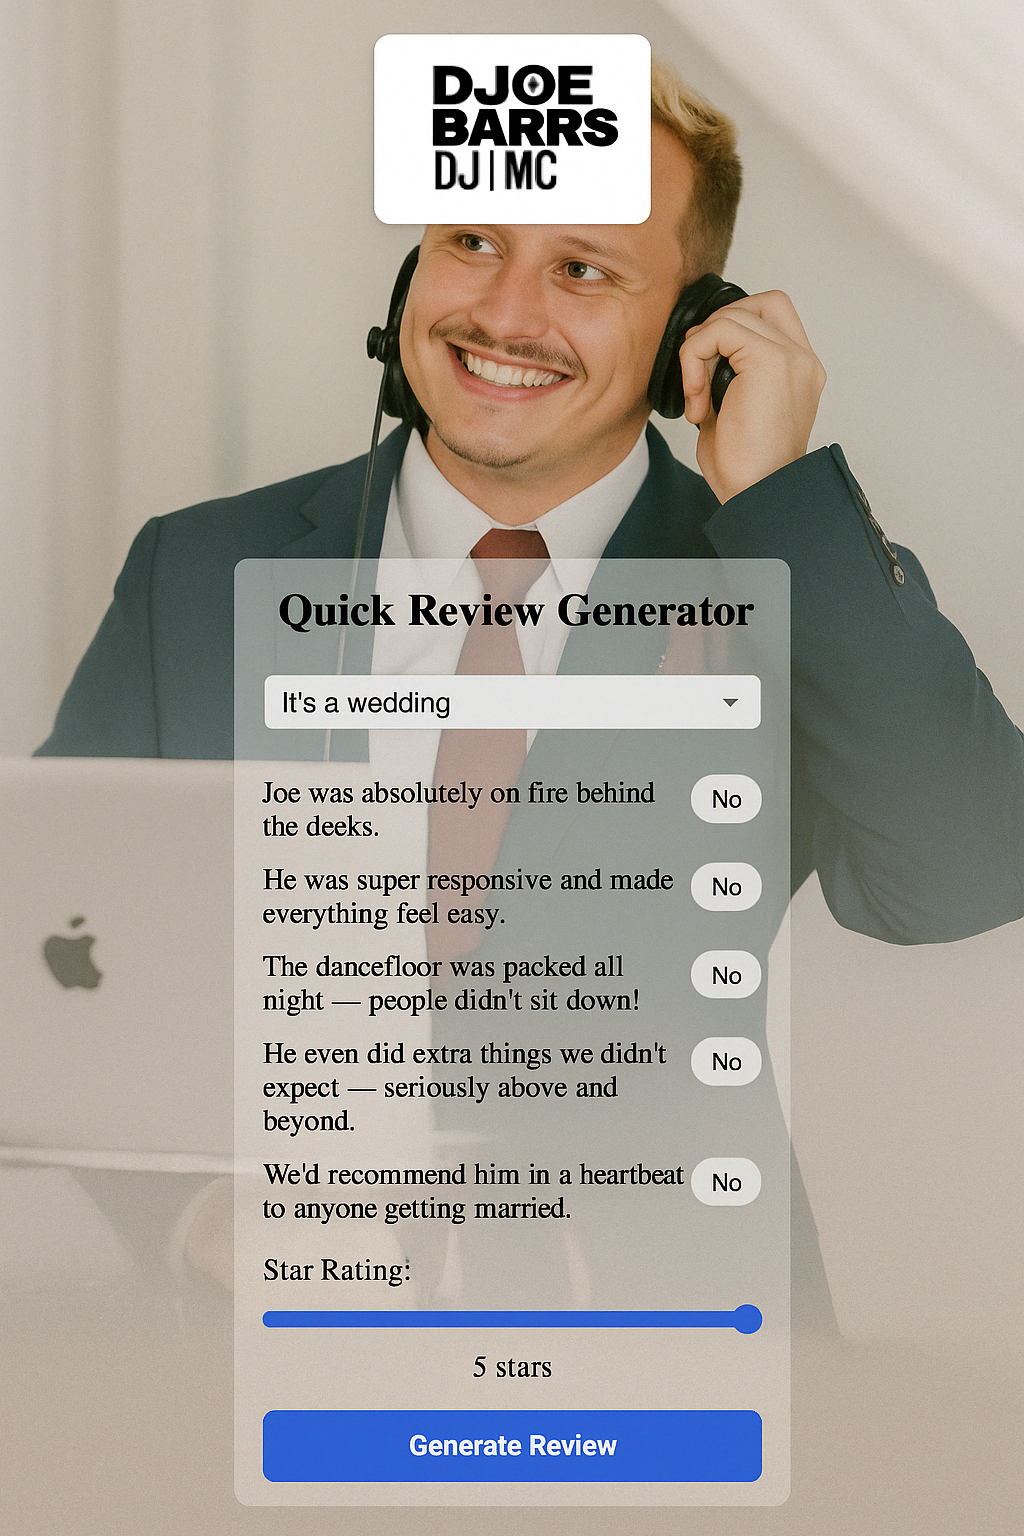 DJOE
BARRS
DJ | MC
Quick Review Generator
It's a wedding
Joe was absolutely on fire behind
the deeks.
No
He was super responsive and made
everything feel easy.
No
The dancefloor was packed all
night — people didn't sit down!
No
He even did extra things we didn't
expect — seriously above and
beyond.
No
We'd recommend him in a heartbeat
to anyone getting married.
No
Star Rating:
5 stars
Generate Review